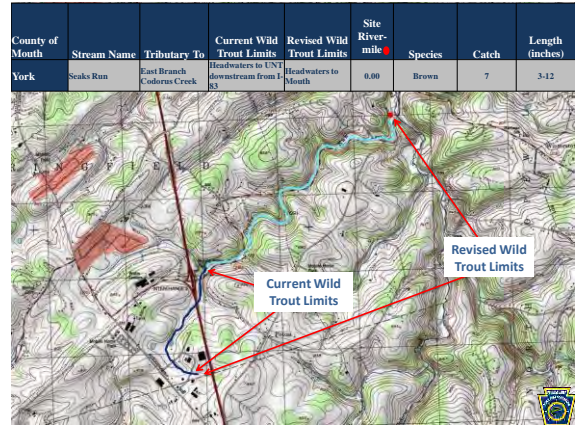 County of Mouth
Stream Name
Tributary To
Current Wild Trout Limits
Revised Wild Trout Limits
Site River-mile
Species
Catch
Length (inches)
York
Seaks Run
East Branch Codorus Creek
Headwaters to UNT downstream from I-83
Headwaters to Mouth
0.00
Brown
7
3-12
Revised Wild
Trout Limits
Current Wild
Trout Limits